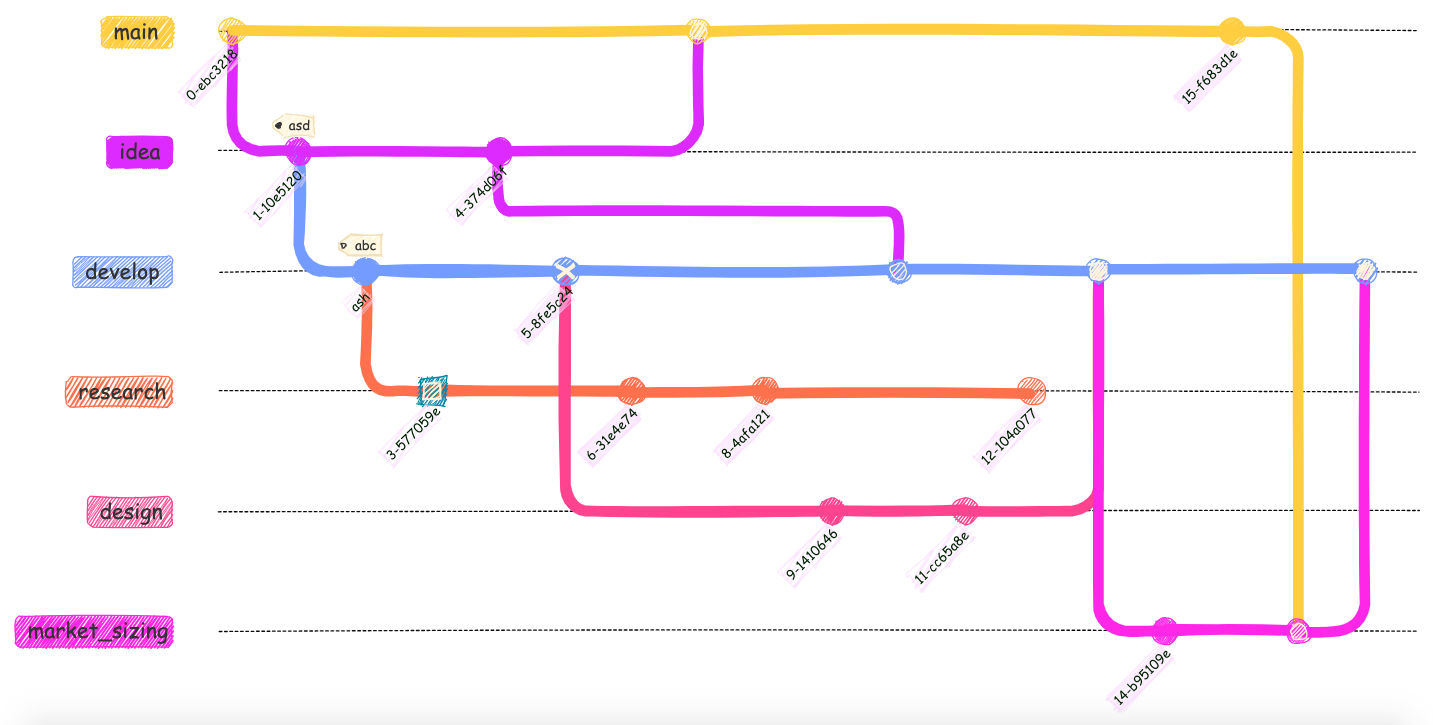 main
0-ebc3218
15-f683d1e
asd
idea
1-10e5120
4-374d06f
abc
develop
ash
5-8fe5c24
research
3-577059e
6-31e4e74
8-4afa121
12-104a077
design
9-1410646
11-cc65a8e
market_sizing
14-b95109e